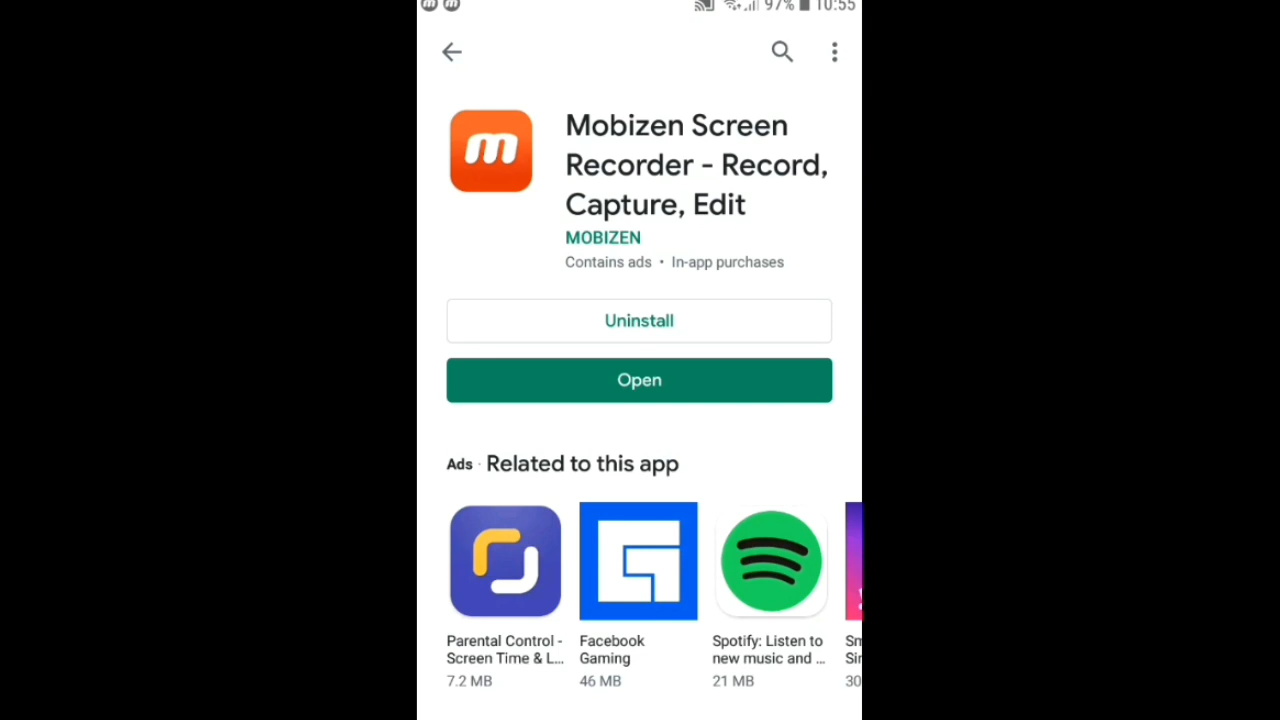 97% 10:55
Mobizen Screen
Recorder - Record,
Capture, Edit
MOBIZEN
Contains ads • In-app purchases
Uninstall
Open
Ads · Related to this app
Parental Control -
Screen Time & L...
7.2 MB
Facebook
Gaming
46 MB
Spotify: Listen to
new music and ...
21 MB
Sm
Sin
30